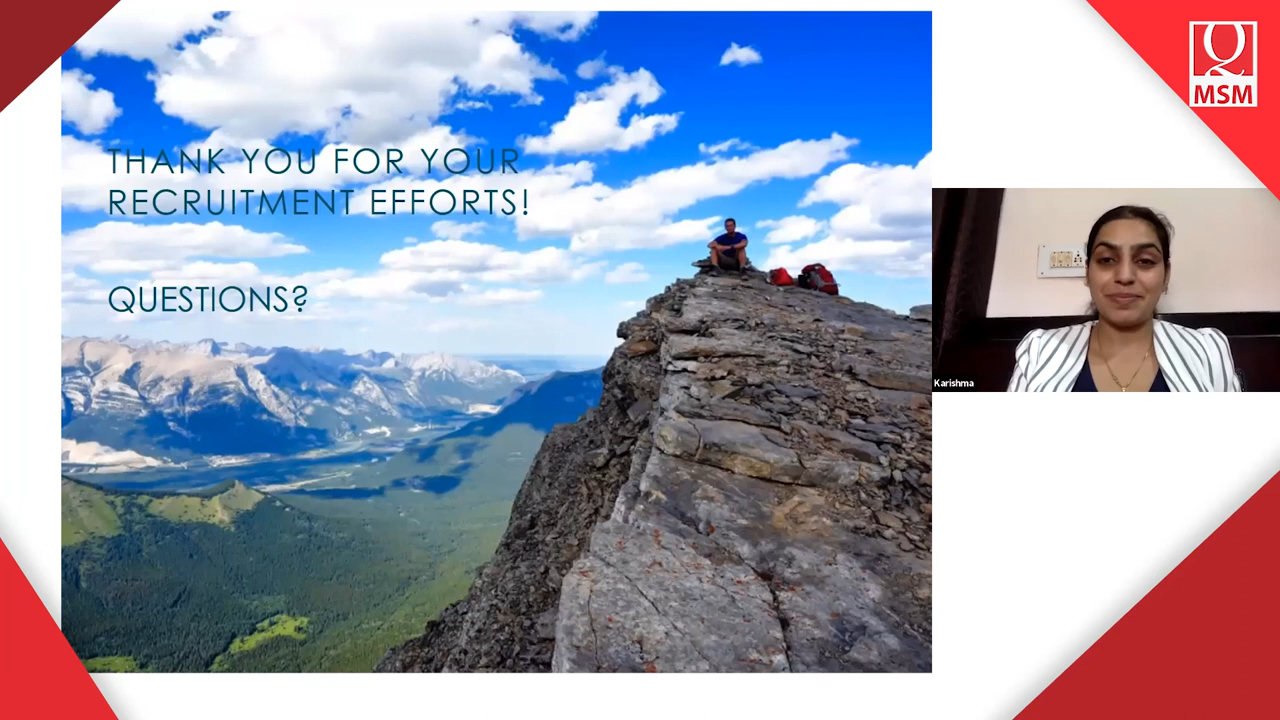 THANK YOU FOR YOUR
RECRUITMENT EFFORTS!
QUESTIONS?
MSM
Karishma